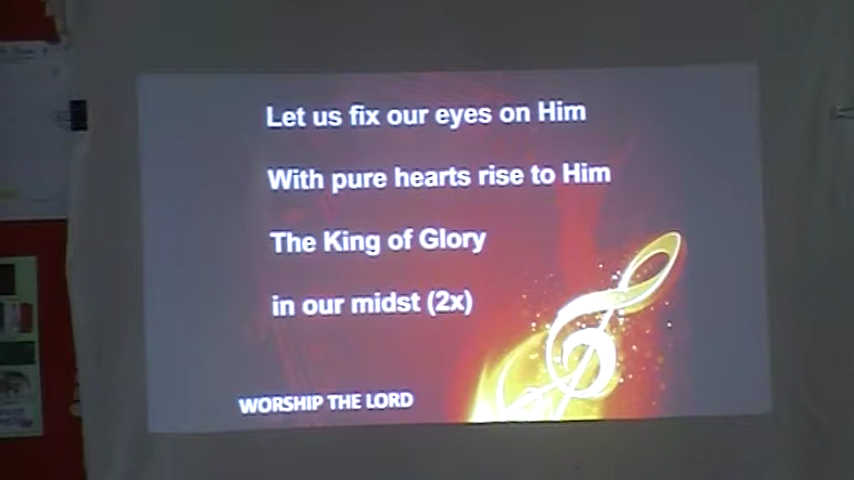 Let us fix our eyes on Him
With pure hearts rise to Him
The King of Glory
in our midst (2x)
WORSHIP THE LORD